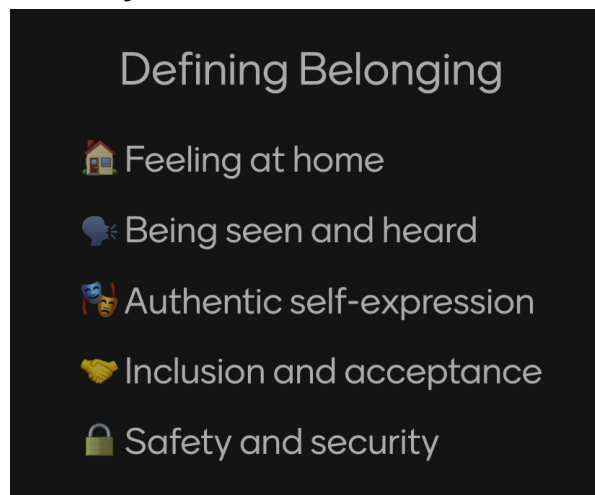 Defining Belonging
🏠 Feeling at home
🗣️ Being seen and heard
🎭 Authentic self-expression
🤝 Inclusion and acceptance
🔒 Safety and security